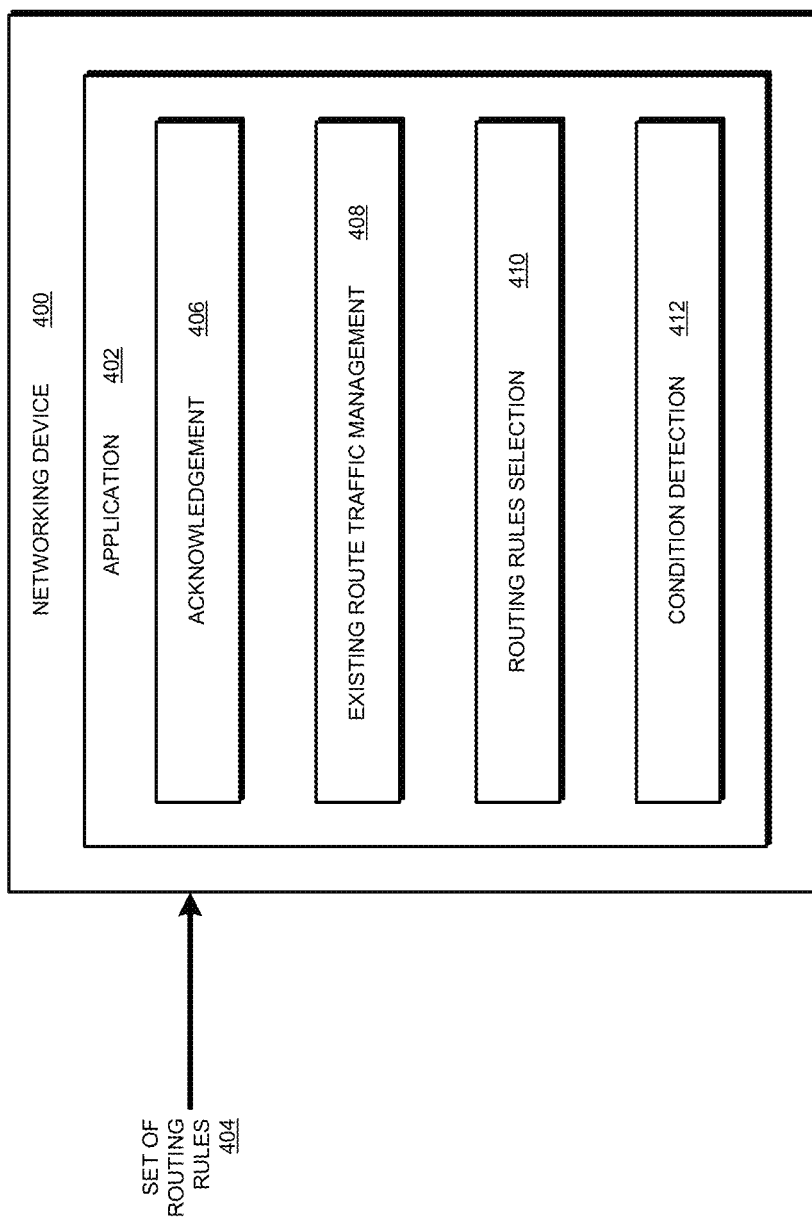 NETWORKING DEVICE 400
APPLICATION 402
ACKNOWLEDGEMENT 406
EXISTING ROUTE TRAFFIC MANAGEMENT 408
ROUTING RULES SELECTION 410
CONDITION DETECTION 412
SET OF
ROUTING
RULES
404